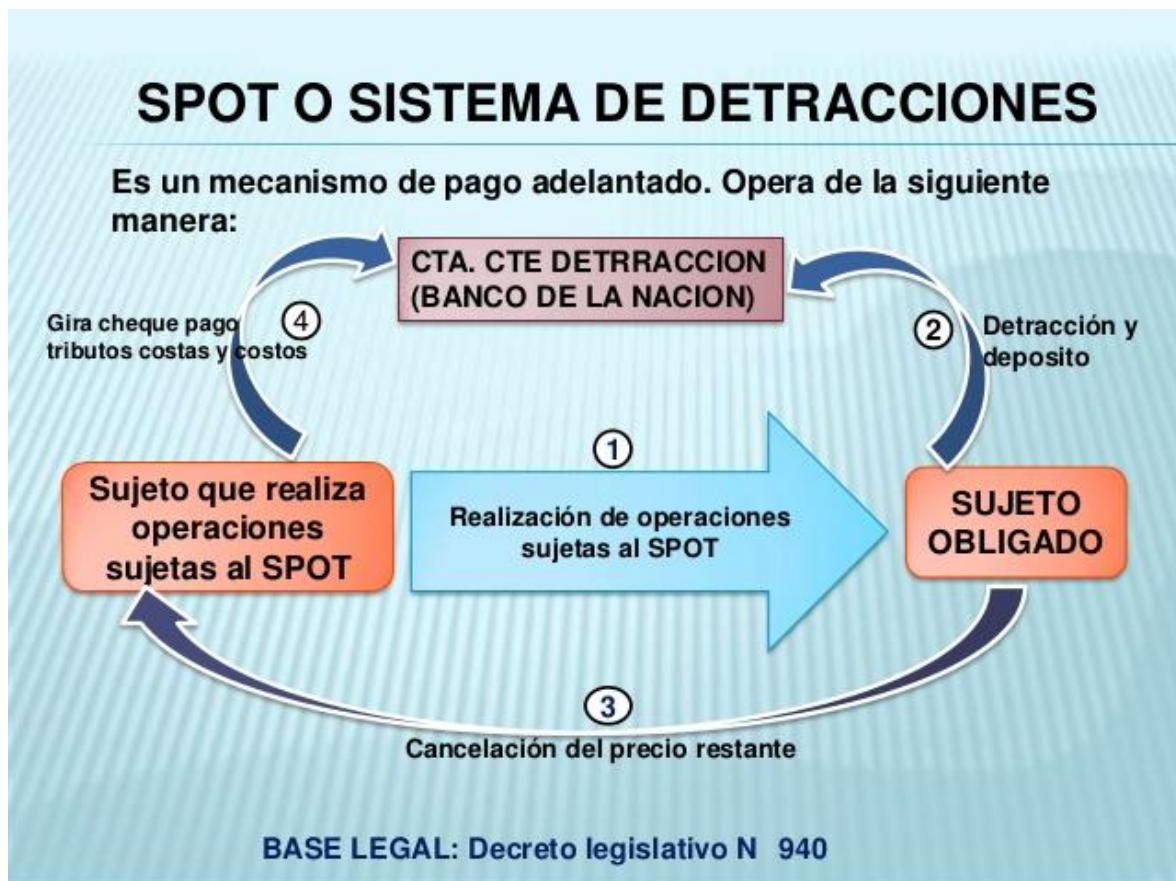 SPOT O SISTEMA DE DETRACCIONES
Es un mecanismo de pago adelantado. Opera de la siguiente
manera:
CTA. CTE DETRRACCION
(BANCO DE LA NACION)
Gira cheque pago
tributos costas y costos
4
2
Detracción y
deposito
1
Sujeto que realiza
operaciones
sujetas al SPOT
Realización de operaciones
sujetas al SPOT
SUJETO
OBLIGADO
3
Cancelación del precio restante
BASE LEGAL: Decreto legislativo N 940